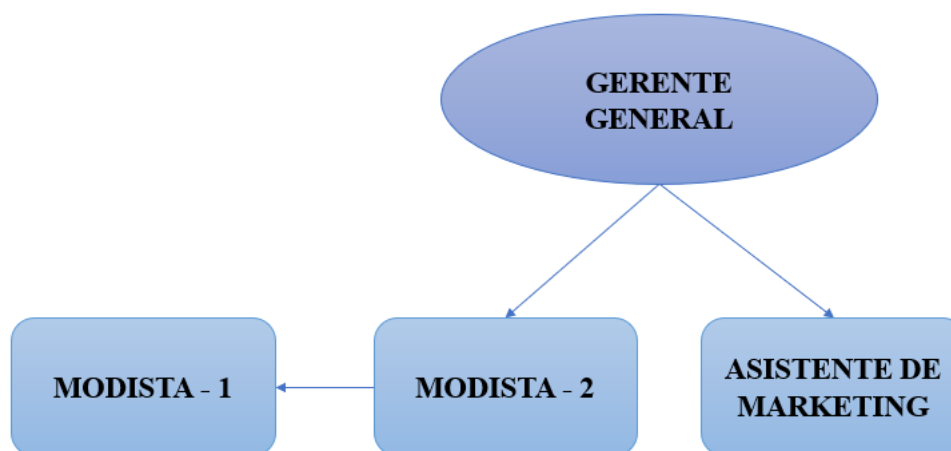 GERENTE
GENERAL
MODISTA - 1
MODISTA - 2
ASISTENTE DE
MARKETING